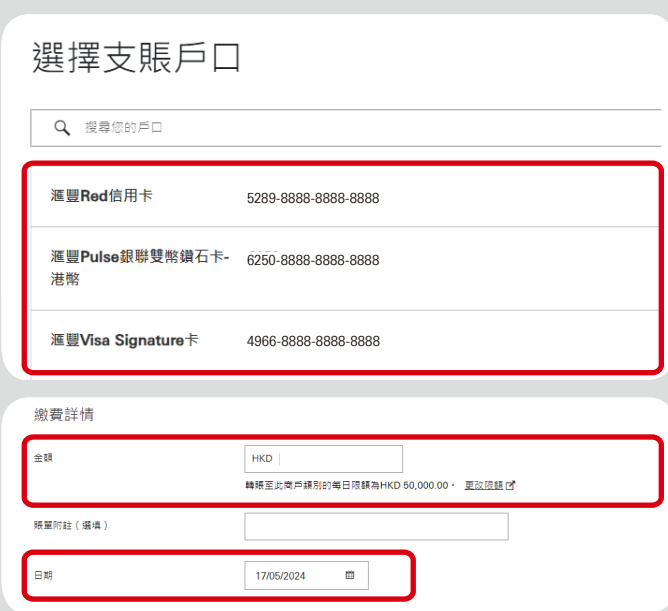 選擇支賬戶口
搜尋您的戶口
滙豐Red信用卡 5289-8888-8888-8888
滙豐Pulse銀聯雙幣鑽石卡- 6250-8888-8888-8888
港幣
滙豐Visa Signature卡 4966-8888-8888-8888
繳費詳情
金額 HKD
轉賬至此商戶類別的每日限額為HKD 50,000.00。 更改限額
賬單附註（選填）
日期 17/05/2024